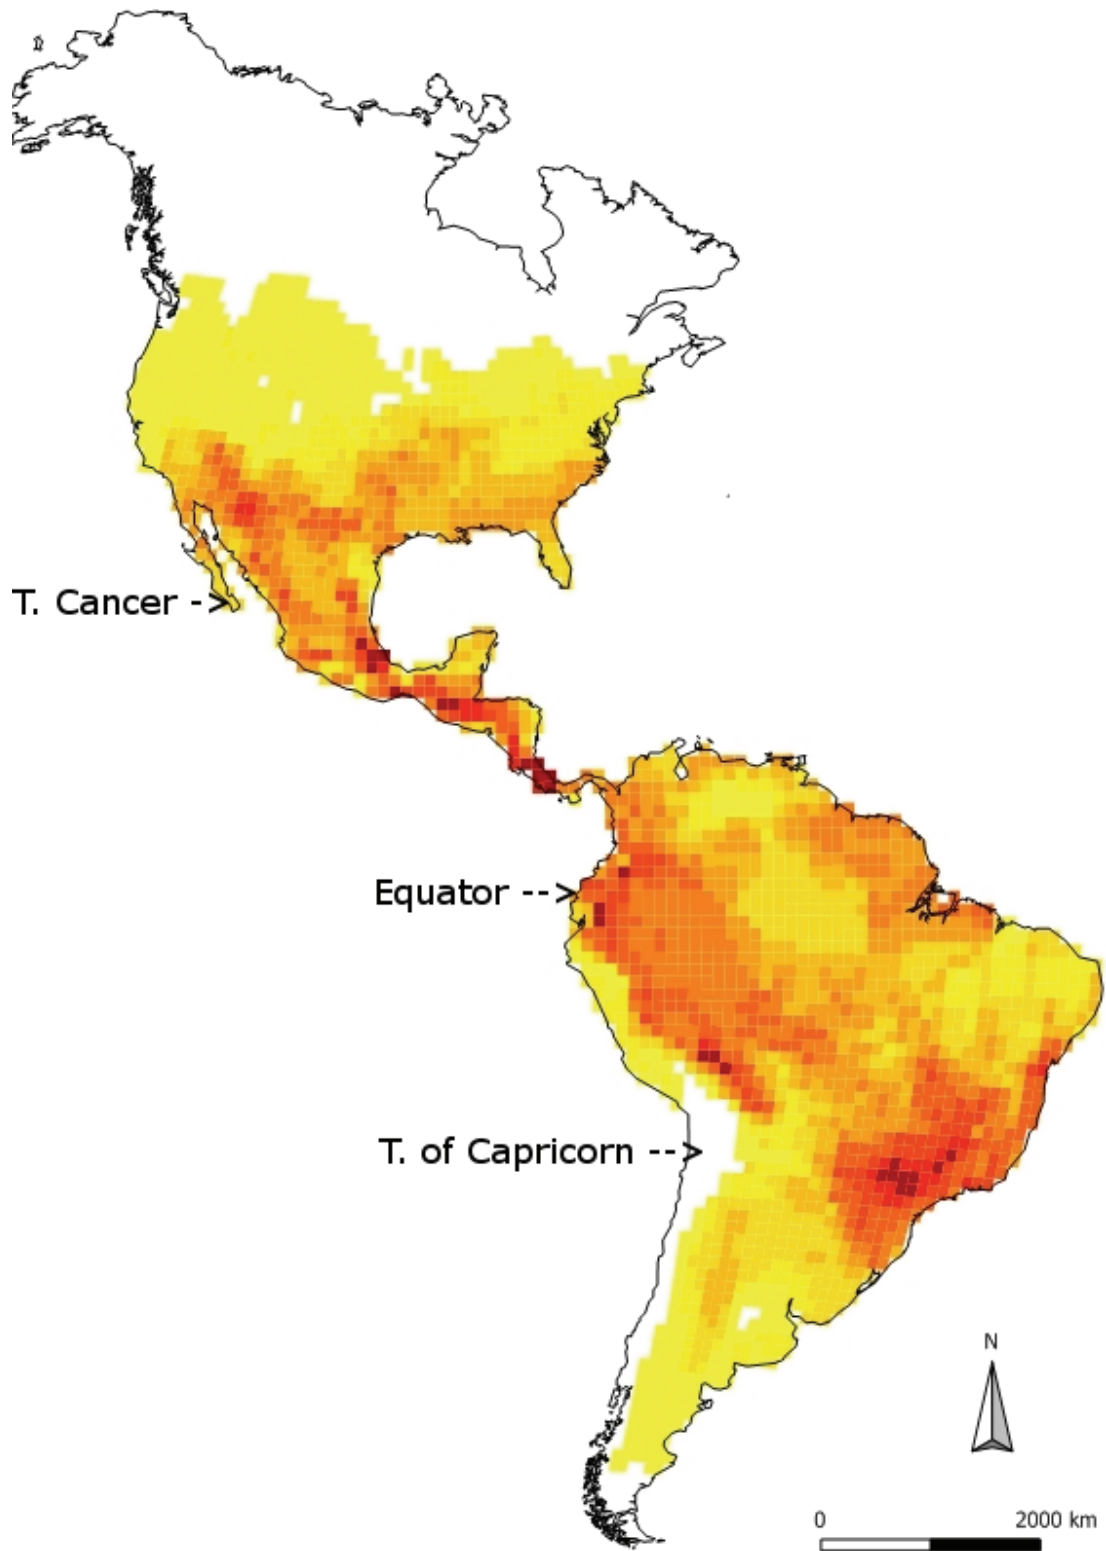 T. Cancer ->
Equator -->
T. of Capricorn -->
N
0 2000 km